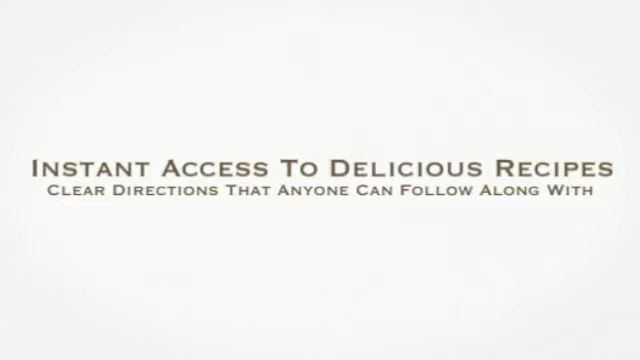 Instant Access To Delicious Recipes
Clear Directions That Anyone Can Follow Along With